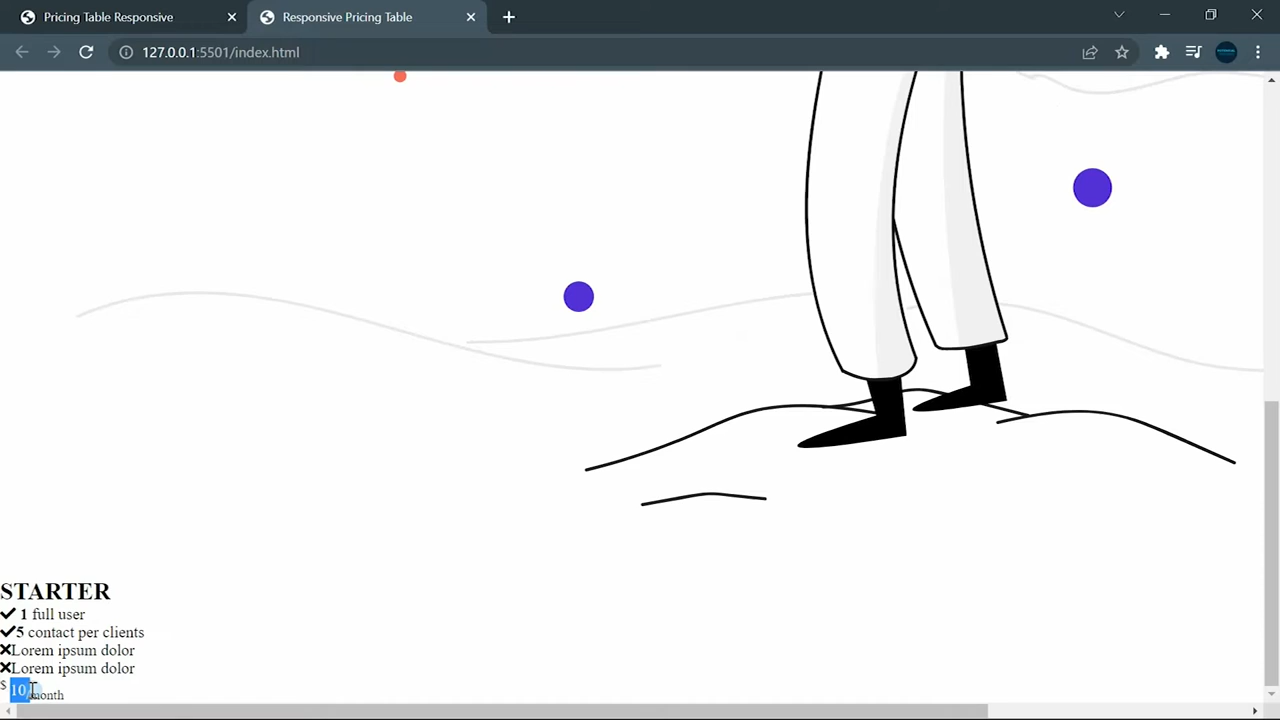 Pricing Table Responsive
Responsive Pricing Table
127.0.0.1:5501/index.html
STARTER
1 full user
5 contact per clients
Lorem ipsum dolor
Lorem ipsum dolor
$ 10/month